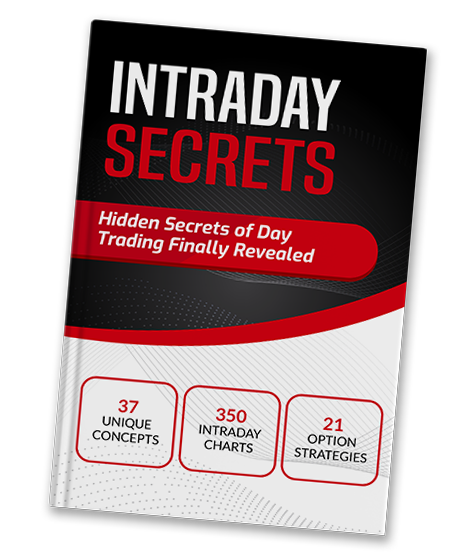 INTRADAY
SECRETS
Hidden Secrets of Day
Trading Finally Revealed
37
UNIQUE
CONCEPTS
350
INTRADAY
CHARTS
21
OPTION
STRATEGIES